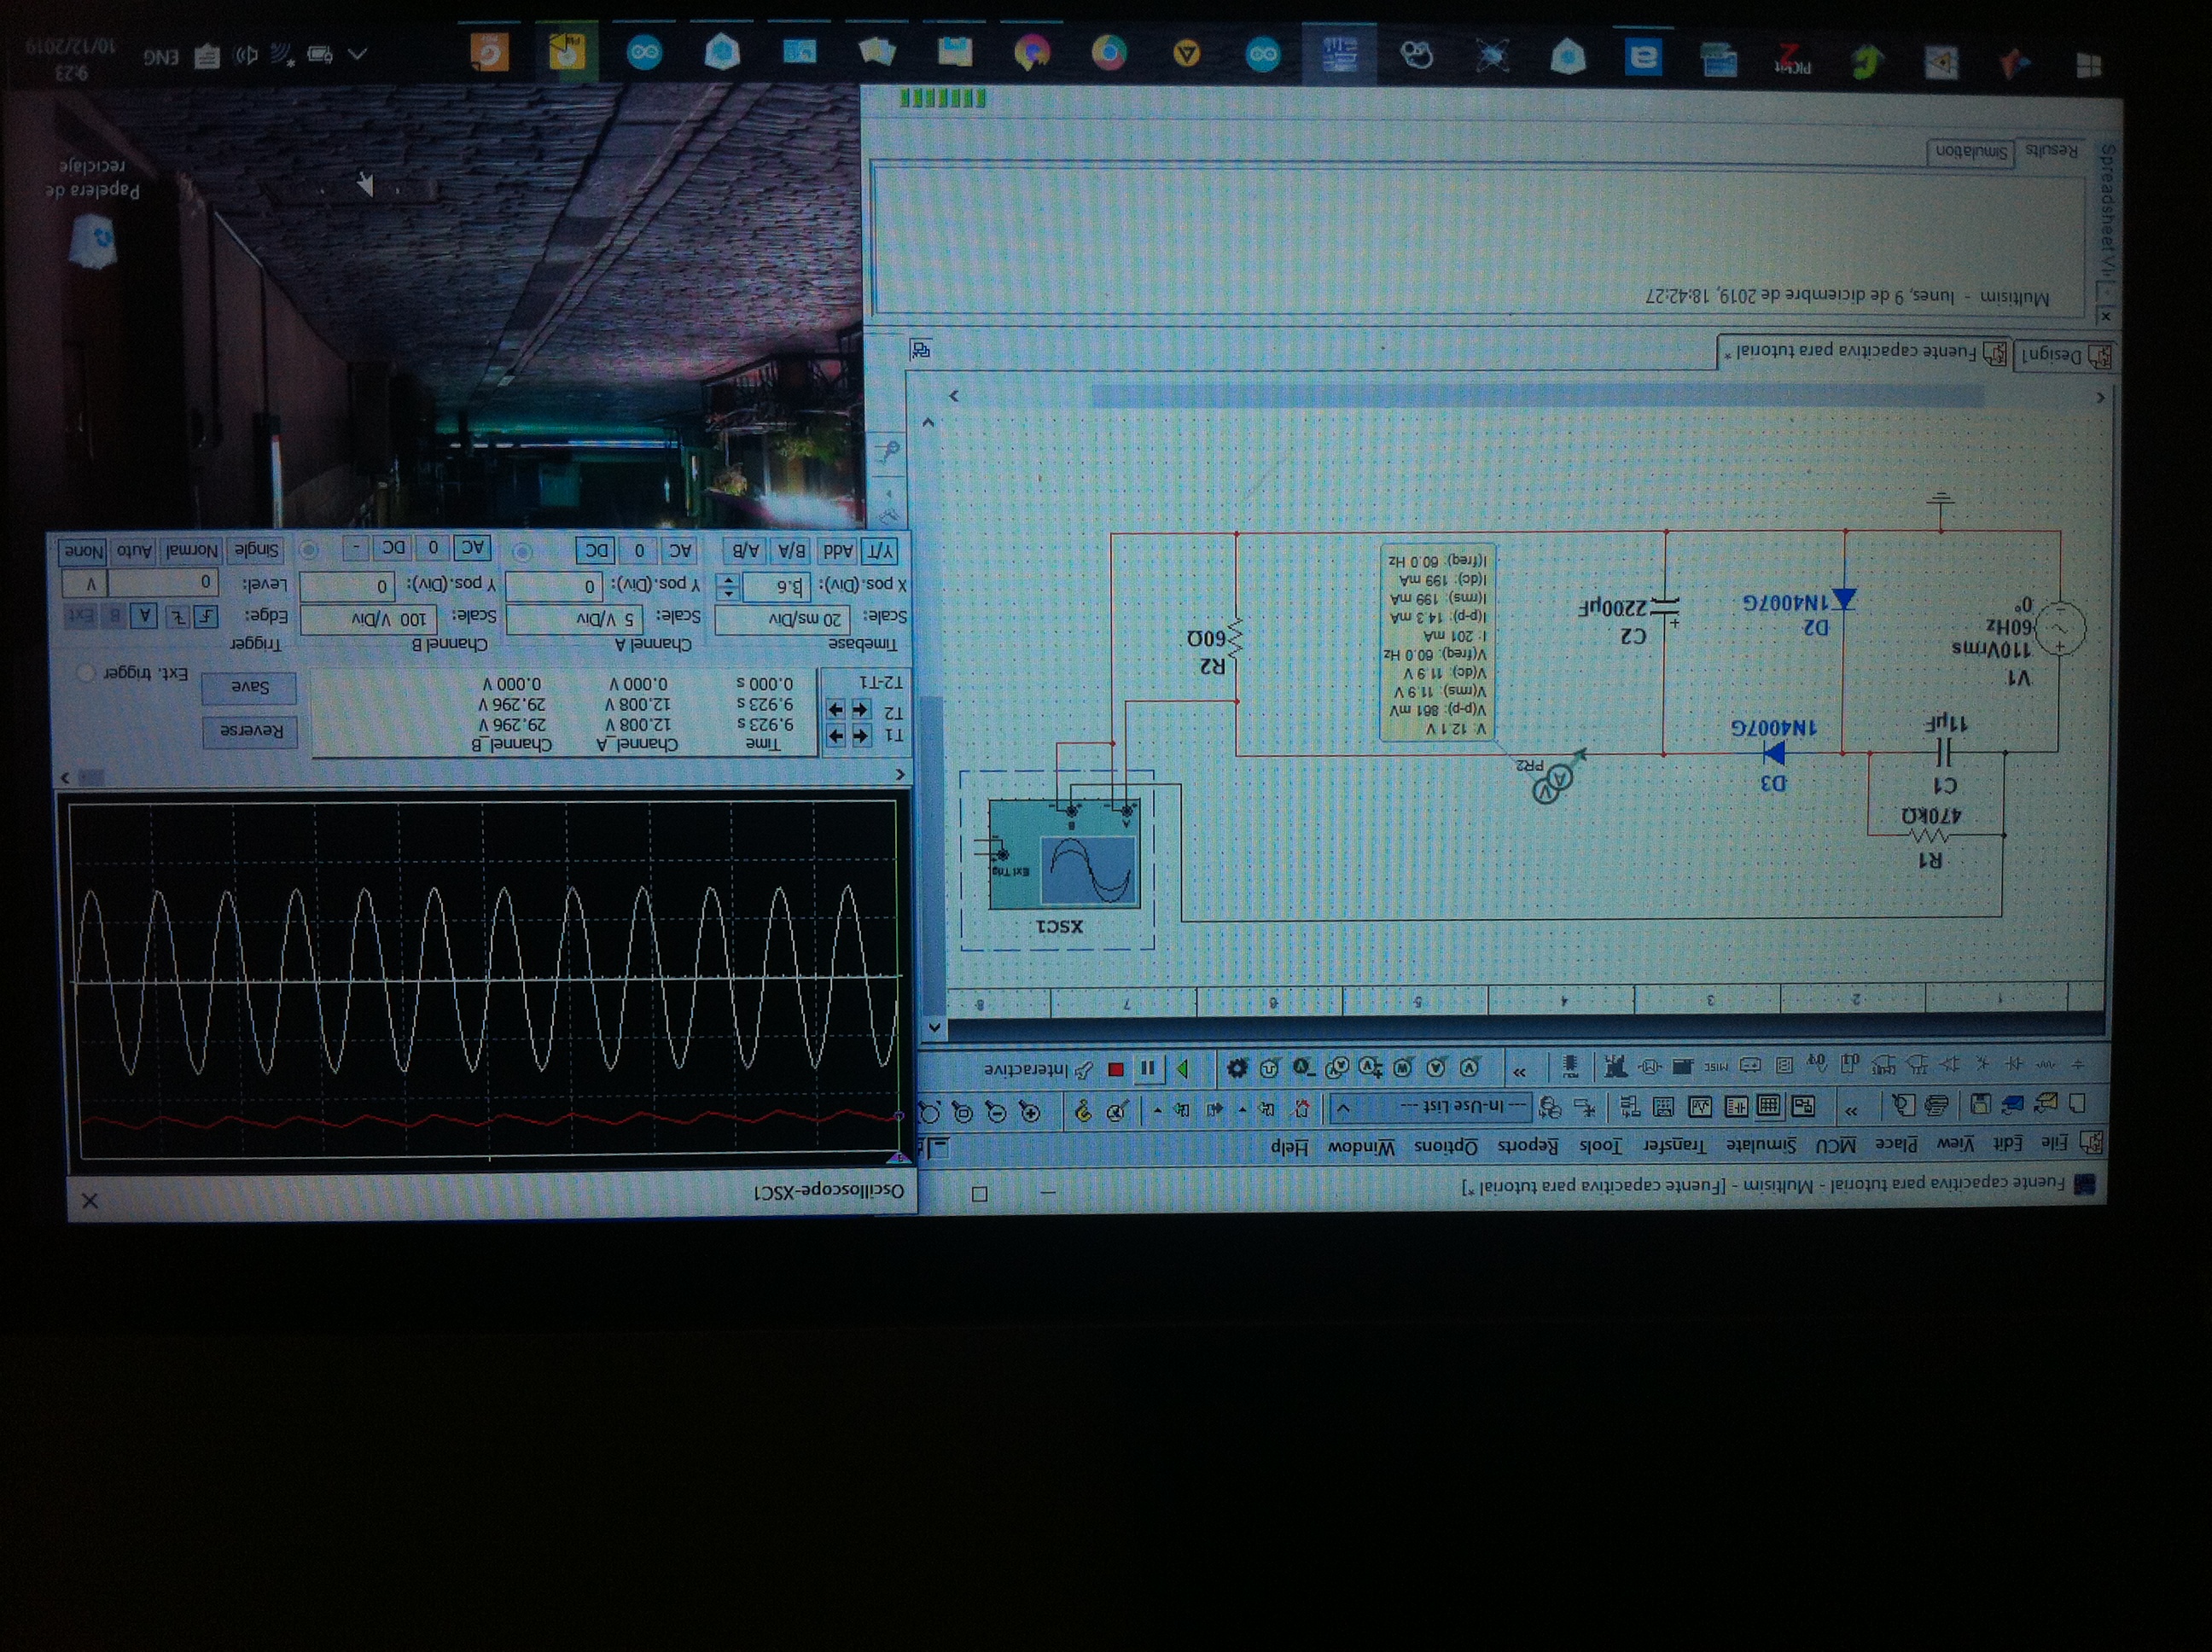 Fuente capacitiva para tutorial - Multisim - [Fuente capacitiva para tutorial *]
File Edit View Place MCU Simulate Transfer Tools Reports Options Window Help
--- In-Use List ---
MISC
Interactive
1 2 3 4 5 6 7 8
XSC1
Ext Trig
A B
R1
470kΩ
C1
11µF
D3
1N4007G
V A
PR2
V: 12.1 V
V(p-p): 861 mV
V(rms): 11.9 V
V(dc): 11.9 V
V(freq): 60.0 Hz
I: 201 mA
I(p-p): 14.3 mA
I(rms): 199 mA
I(dc): 199 mA
I(freq): 60.0 Hz
V1
110Vrms
60Hz
0°
D2
1N4007G
C2
2200µF
R2
60Ω
Design1
Fuente capacitiva para tutorial *
Multisim - lunes, 9 de diciembre de 2019, 18:42:27
Results Simulation
Oscilloscope-XSC1
Time Channel_A Channel_B
T1 9.923 s 12.008 V 29.296 V
T2 9.923 s 12.008 V 29.296 V
T2-T1 0.000 s 0.000 V 0.000 V
Reverse
Save
Ext. trigger
Timebase Channel A Channel B Trigger
Scale: 20 ms/Div Scale: 5 V/Div Scale: 100 V/Div Edge: A B Ext
X pos.(Div): 3.6 Y pos.(Div): 0 Y pos.(Div): 0 Level: 0 V
Y/T Add B/A A/B AC 0 DC AC 0 DC - Single Normal Auto None
Papelera de
reciclaje
PICkit
2
ENG
9:23
10/12/2019